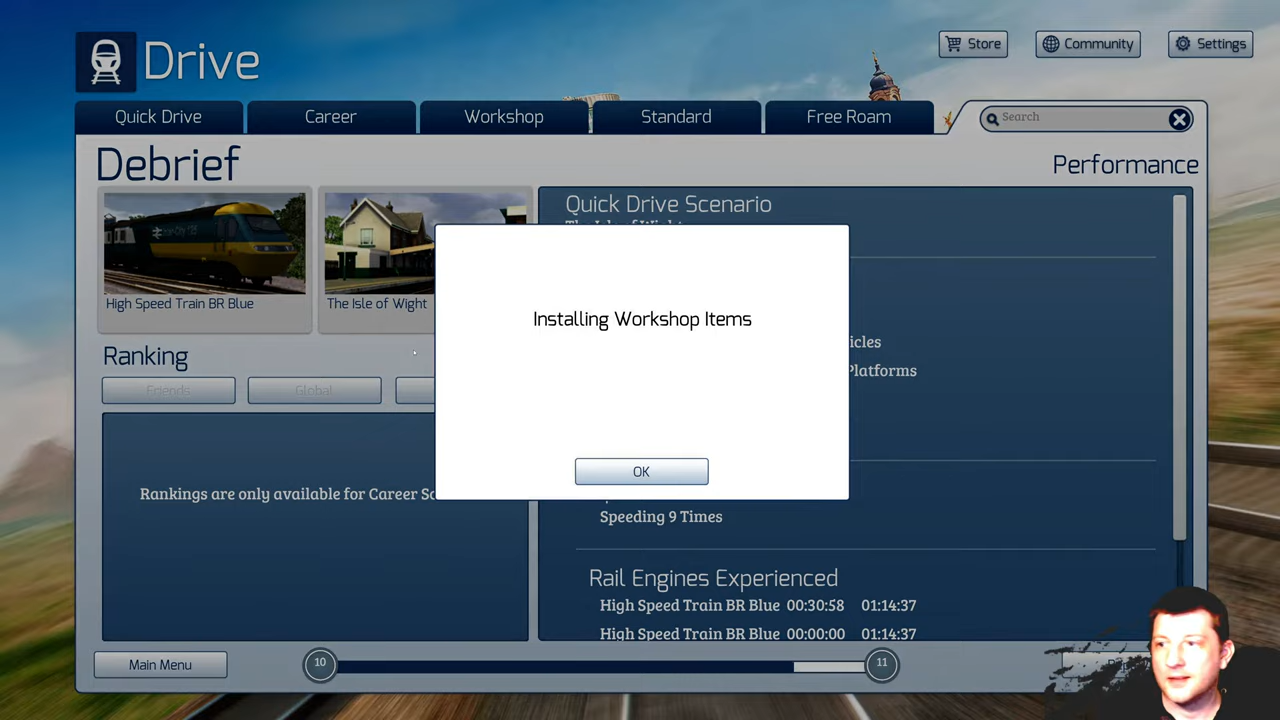 Drive
Store
Community
Settings
Quick Drive
Career
Workshop
Standard
Free Roam
Search
Debrief
Performance
High Speed Train BR Blue
The Isle of Wight
Quick Drive Scenario
Installing Workshop Items
OK
icles
Platforms
Ranking
Friends
Global
Rankings are only available for Career Sc
Speeding 9 Times
Rail Engines Experienced
High Speed Train BR Blue 00:30:58 01:14:37
High Speed Train BR Blue 00:00:00 01:14:37
Main Menu
10
11